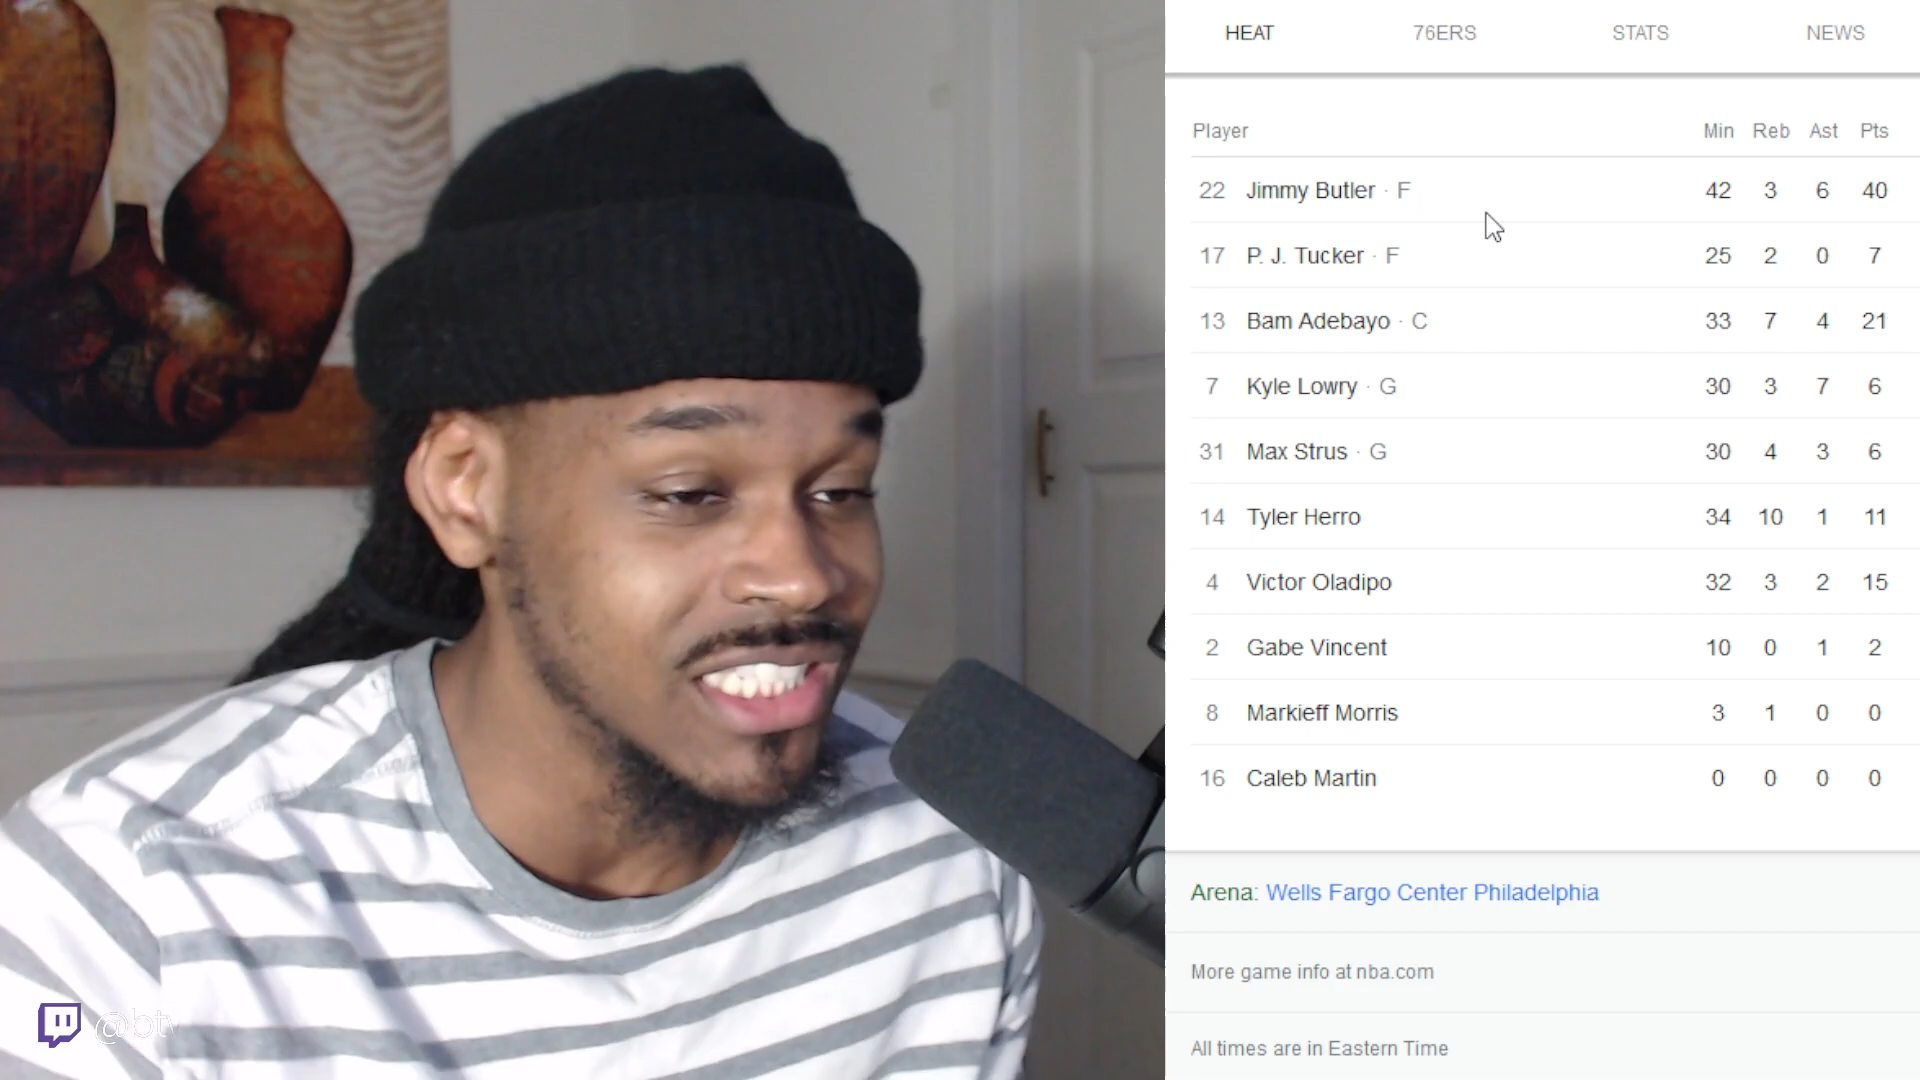 HEAT 76ERS STATS NEWS
Player Min Reb Ast Pts
22 Jimmy Butler · F 42 3 6 40
17 P. J. Tucker · F 25 2 0 7
13 Bam Adebayo · C 33 7 4 21
7 Kyle Lowry · G 30 3 7 6
31 Max Strus · G 30 4 3 6
14 Tyler Herro 34 10 1 11
4 Victor Oladipo 32 3 2 15
2 Gabe Vincent 10 0 1 2
8 Markieff Morris 3 1 0 0
16 Caleb Martin 0 0 0 0
Arena: Wells Fargo Center Philadelphia
More game info at nba.com
All times are in Eastern Time